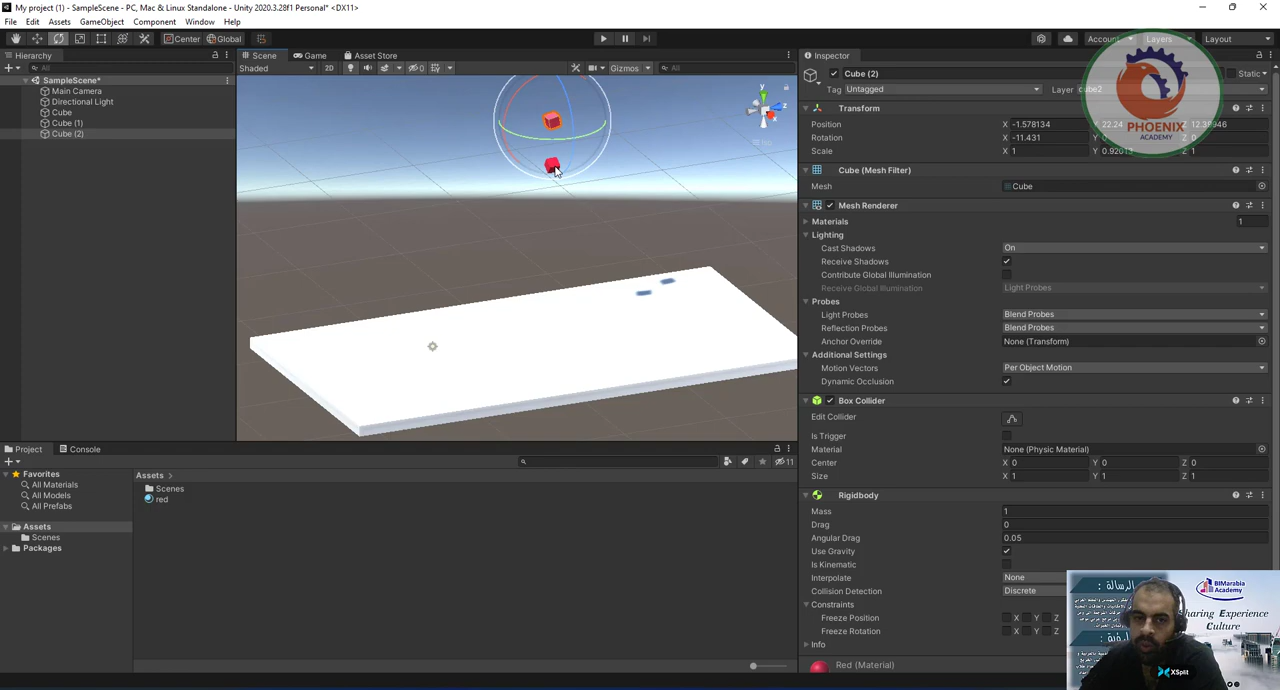 My project (1) - SampleScene - PC, Mac & Linux Standalone - Unity 2020.3.28f1 Personal* <DX11>
File Edit Assets GameObject Component Window Help
Center Global Account Layers Layout
Hierarchy Scene Game Asset Store Inspector
All Shaded 2D 0 Gizmos All Cube (2) Static
SampleScene*
Main Camera
Directional Light
Cube
Cube (1)
Cube (2)
y z
Tag Untagged Layer cube2
Transform
Position X -1.578134 Y 22.24
Rotation X -11.431 Y
Scale X 1 Y Z 1
PHOENIX
ACADEMY
Cube (Mesh Filter)
Mesh Cube
Mesh Renderer
Materials 1
Lighting
Cast Shadows On
Receive Shadows
Contribute Global Illumination
Receive Global Illumination Light Probes
Probes
Light Probes Blend Probes
Reflection Probes Blend Probes
Anchor Override None (Transform)
Additional Settings
Motion Vectors Per Object Motion
Dynamic Occlusion
Box Collider
Edit Collider
Is Trigger
Material None (Physic Material)
Center X 0 Y 0 Z 0
Size X 1 Y 1 Z 1
Rigidbody
Mass 1
Drag 0
Angular Drag 0.05
Use Gravity
Is Kinematic
Interpolate None
Collision Detection Discrete
Constraints
Freeze Position X Y Z
Freeze Rotation X Y Z
Info
Red (Material)
Project Console
11
Favorites
All Materials
All Models
All Prefabs
Assets
Scenes
Packages
Assets
Scenes
red
الرسالة :
BIMarabia
Academy
Sharing Experience
Culture
XSplit